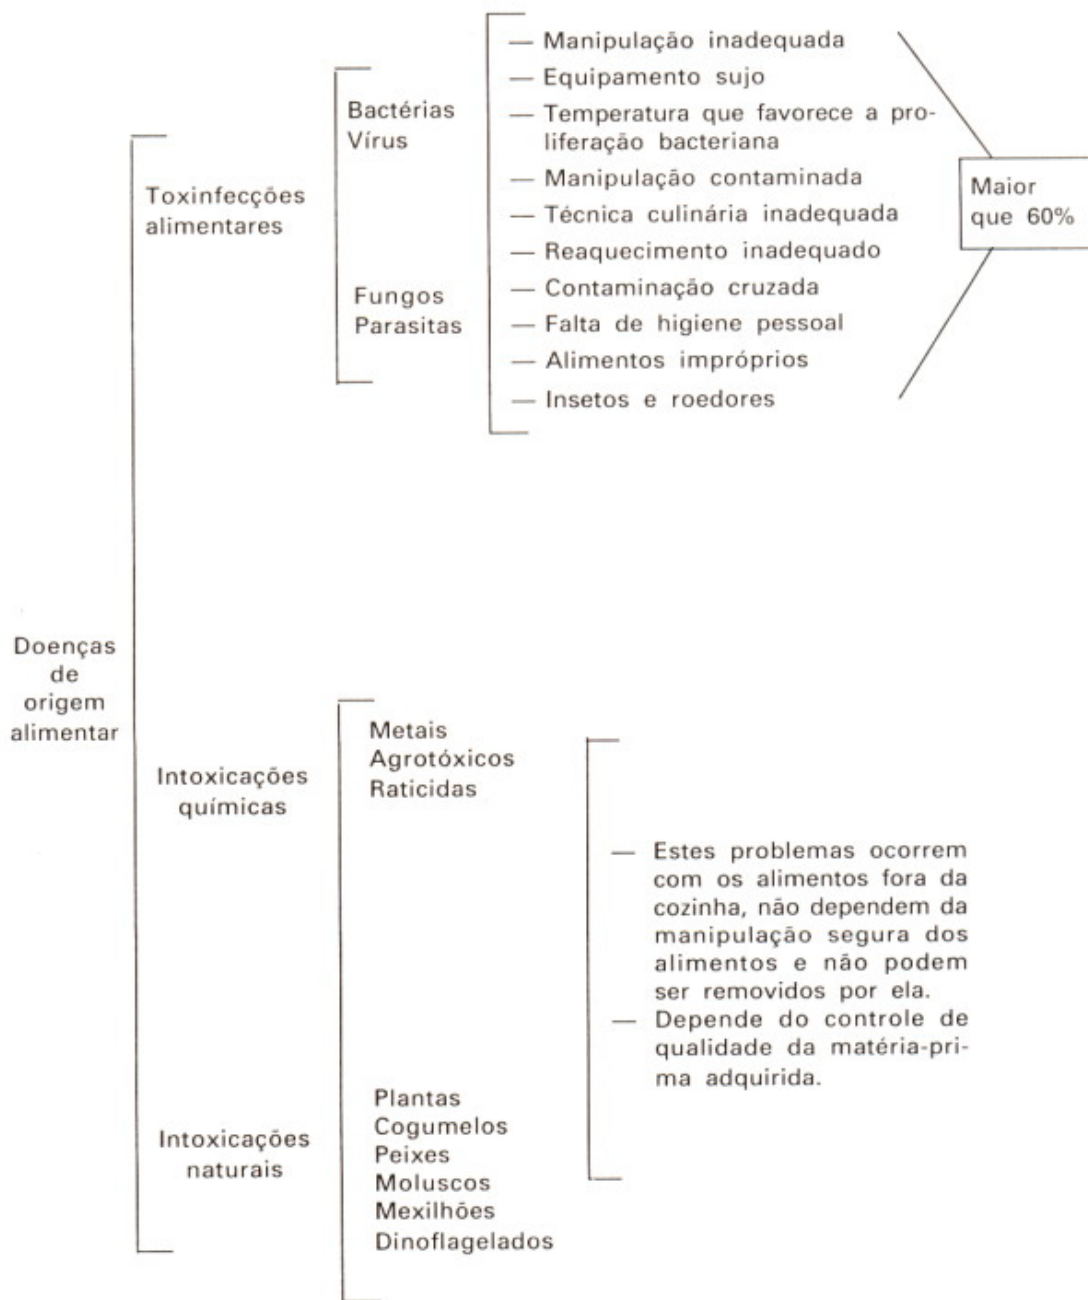 Doenças
de
origem
alimentar
Toxinfecções
alimentares
Bactérias
Vírus
Fungos
Parasitas
— Manipulação inadequada
— Equipamento sujo
— Temperatura que favorece a pro-
liferação bacteriana
— Manipulação contaminada
— Técnica culinária inadequada
— Reaquecimento inadequado
— Contaminação cruzada
— Falta de higiene pessoal
— Alimentos impróprios
— Insetos e roedores
Maior
que 60%
Intoxicações
químicas
Metais
Agrotóxicos
Raticidas
Intoxicações
naturais
Plantas
Cogumelos
Peixes
Moluscos
Mexilhões
Dinoflagelados
— Estes problemas ocorrem
com os alimentos fora da
cozinha, não dependem da
manipulação segura dos
alimentos e não podem
ser removidos por ela.
— Depende do controle de
qualidade da matéria-pri-
ma adquirida.